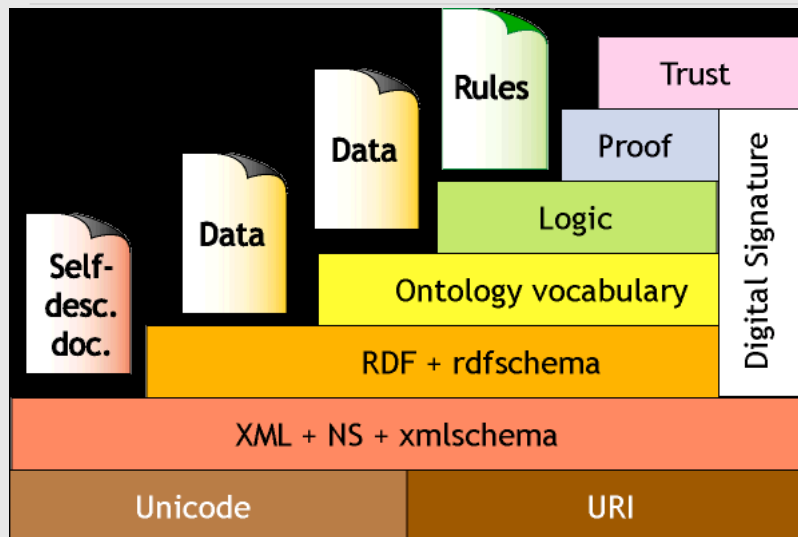 Rules
Trust
Data
Proof
Data
Logic
Self-
desc.
doc.
Ontology vocabulary
Digital Signature
RDF + rdfschema
XML + NS + xmlschema
Unicode
URI